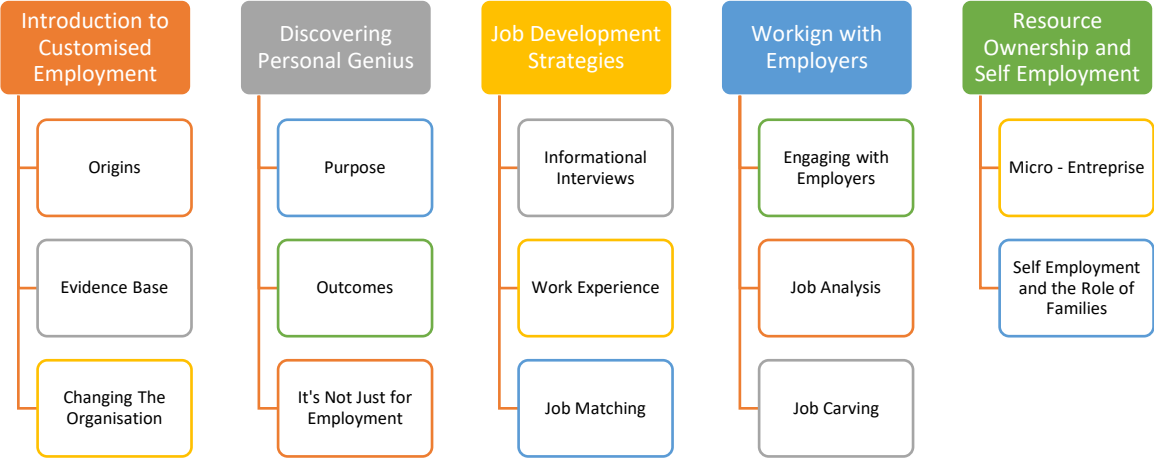 Introduction to
Customised
Employment
Origins
Evidence Base
Changing The
Organisation
Discovering
Personal Genius
Purpose
Outcomes
It's Not Just for
Employment
Job Development
Strategies
Informational
Interviews
Work Experience
Job Matching
Workign with
Employers
Engaging with
Employers
Job Analysis
Job Carving
Resource
Ownership and
Self Employment
Micro - Entreprise
Self Employment
and the Role of
Families